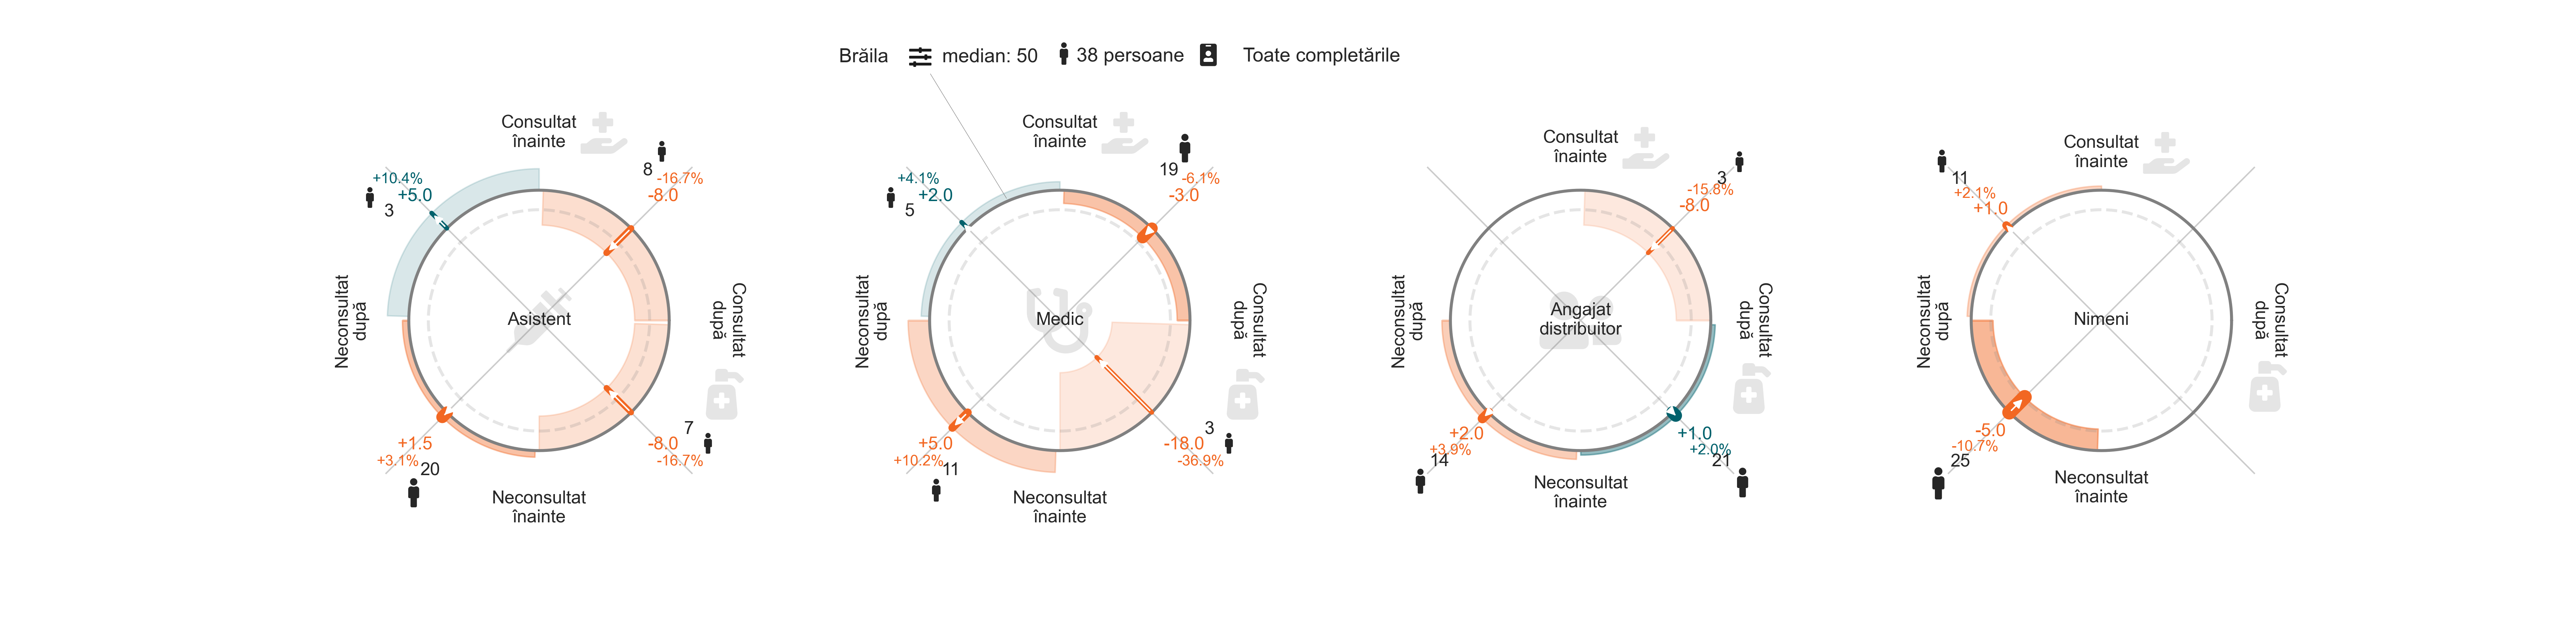 Brăila median: 50 38 persoane Toate completările
Consultat
înainte
8
-16.7%
-8.0
+10.4%
+5.0
3
Neconsultat
după
Asistent
Consultat
după
+1.5
+3.1%
20
7
-8.0
-16.7%
Neconsultat
înainte
Consultat
înainte
19
-6.1%
-3.0
+4.1%
+2.0
5
Neconsultat
după
Medic
Consultat
după
+5.0
+10.2%
11
3
-18.0
-36.9%
Neconsultat
înainte
Consultat
înainte
3
-15.8%
-8.0
Neconsultat
după
Angajat
distribuitor
Consultat
după
+2.0
+3.9%
14
+1.0
+2.0%
21
Neconsultat
înainte
Consultat
înainte
11
+2.1%
+1.0
Neconsultat
după
Nimeni
Consultat
după
-5.0
-10.7%
25
Neconsultat
înainte